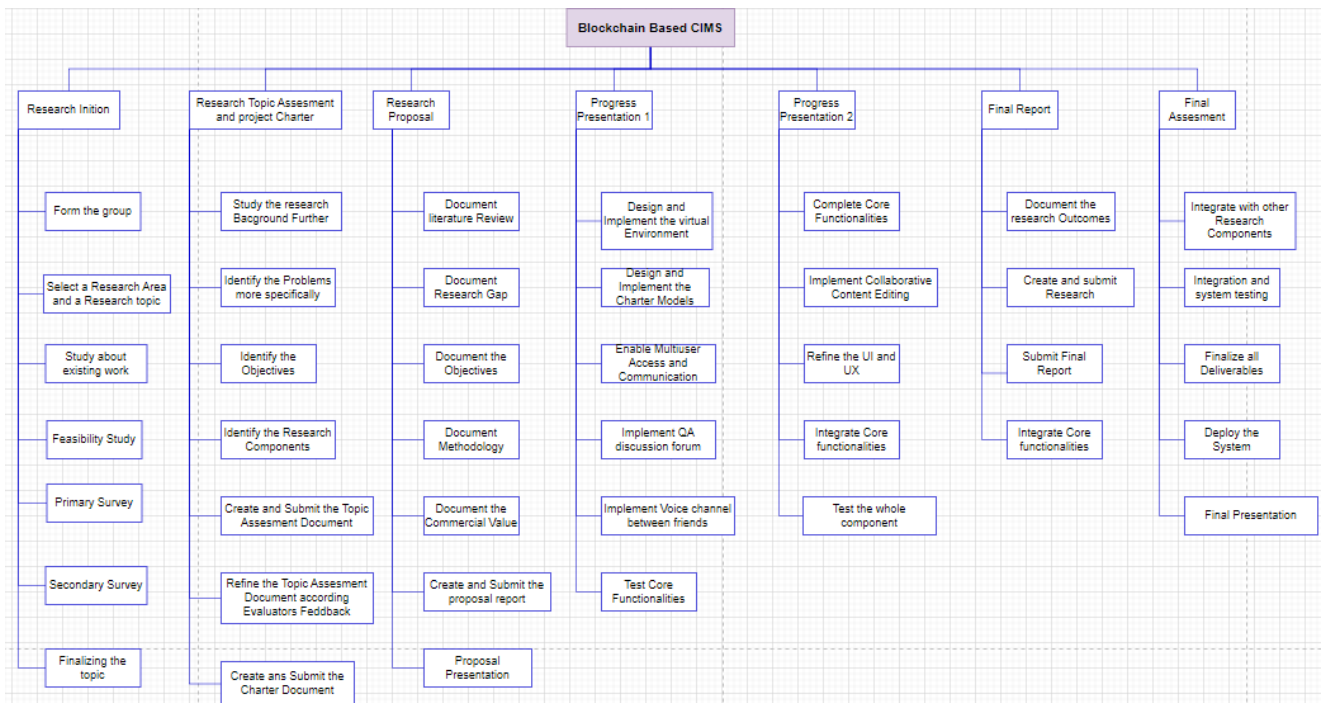 Blockchain Based CIMS
Research Inition
Form the group
Select a Research Area
and a Research topic
Study about
existing work
Feasibility Study
Primary Survey
Secondary Survey
Finalizing the
topic
Research Topic Assesment
and project Charter
Study the research
Bacground Further
Identify the Problems
more specifically
Identify the
Objectives
Identify the Research
Components
Create and Submit the Topic
Assesment Document
Refine the Topic Assesment
Document according
Evaluators Feddback
Create ans Submit the
Charter Document
Research
Proposal
Document
literature Review
Document
Research Gap
Document the
Objectives
Document
Methodology
Document the
Commercial Value
Create and Submit the
proposal report
Proposal
Presentation
Progress
Presentation 1
Design and
Implement the virtual
Environment
Design and
Implement the
Charter Models
Enable Multiuser
Access and
Communication
Implement QA
discussion forum
Implement Voice channel
between friends
Test Core
Functionalities
Progress
Presentation 2
Complete Core
Functionalities
Implement Collaborative
Content Editing
Refine the UI and
UX
Integrate Core
functionalities
Test the whole
component
Final Report
Document the
research Outcomes
Create and submit
Research
Submit Final
Report
Integrate Core
functionalities
Final
Assesment
Integrate with other
Research
Components
Integration and
system testing
Finalize all
Deliverables
Deploy the
System
Final Presentation